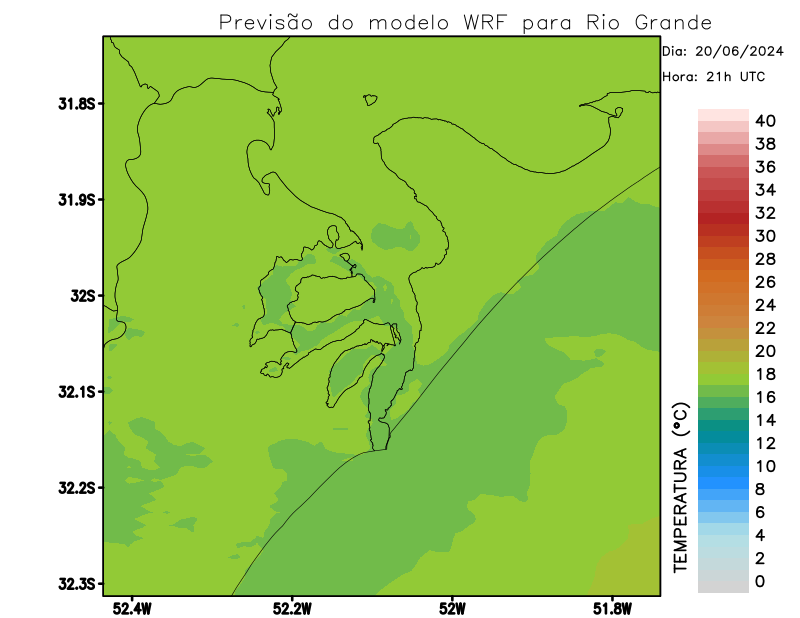 Previsão do modelo WRF para Rio Grande
Dia: 20/06/2024
Hora: 21h UTC
31.8S
31.9S
32S
32.1S
32.2S
32.3S
52.4W
52.2W
52W
51.8W
TEMPERATURA (°C)
40
38
36
34
32
30
28
26
24
22
20
18
16
14
12
10
8
6
4
2
0